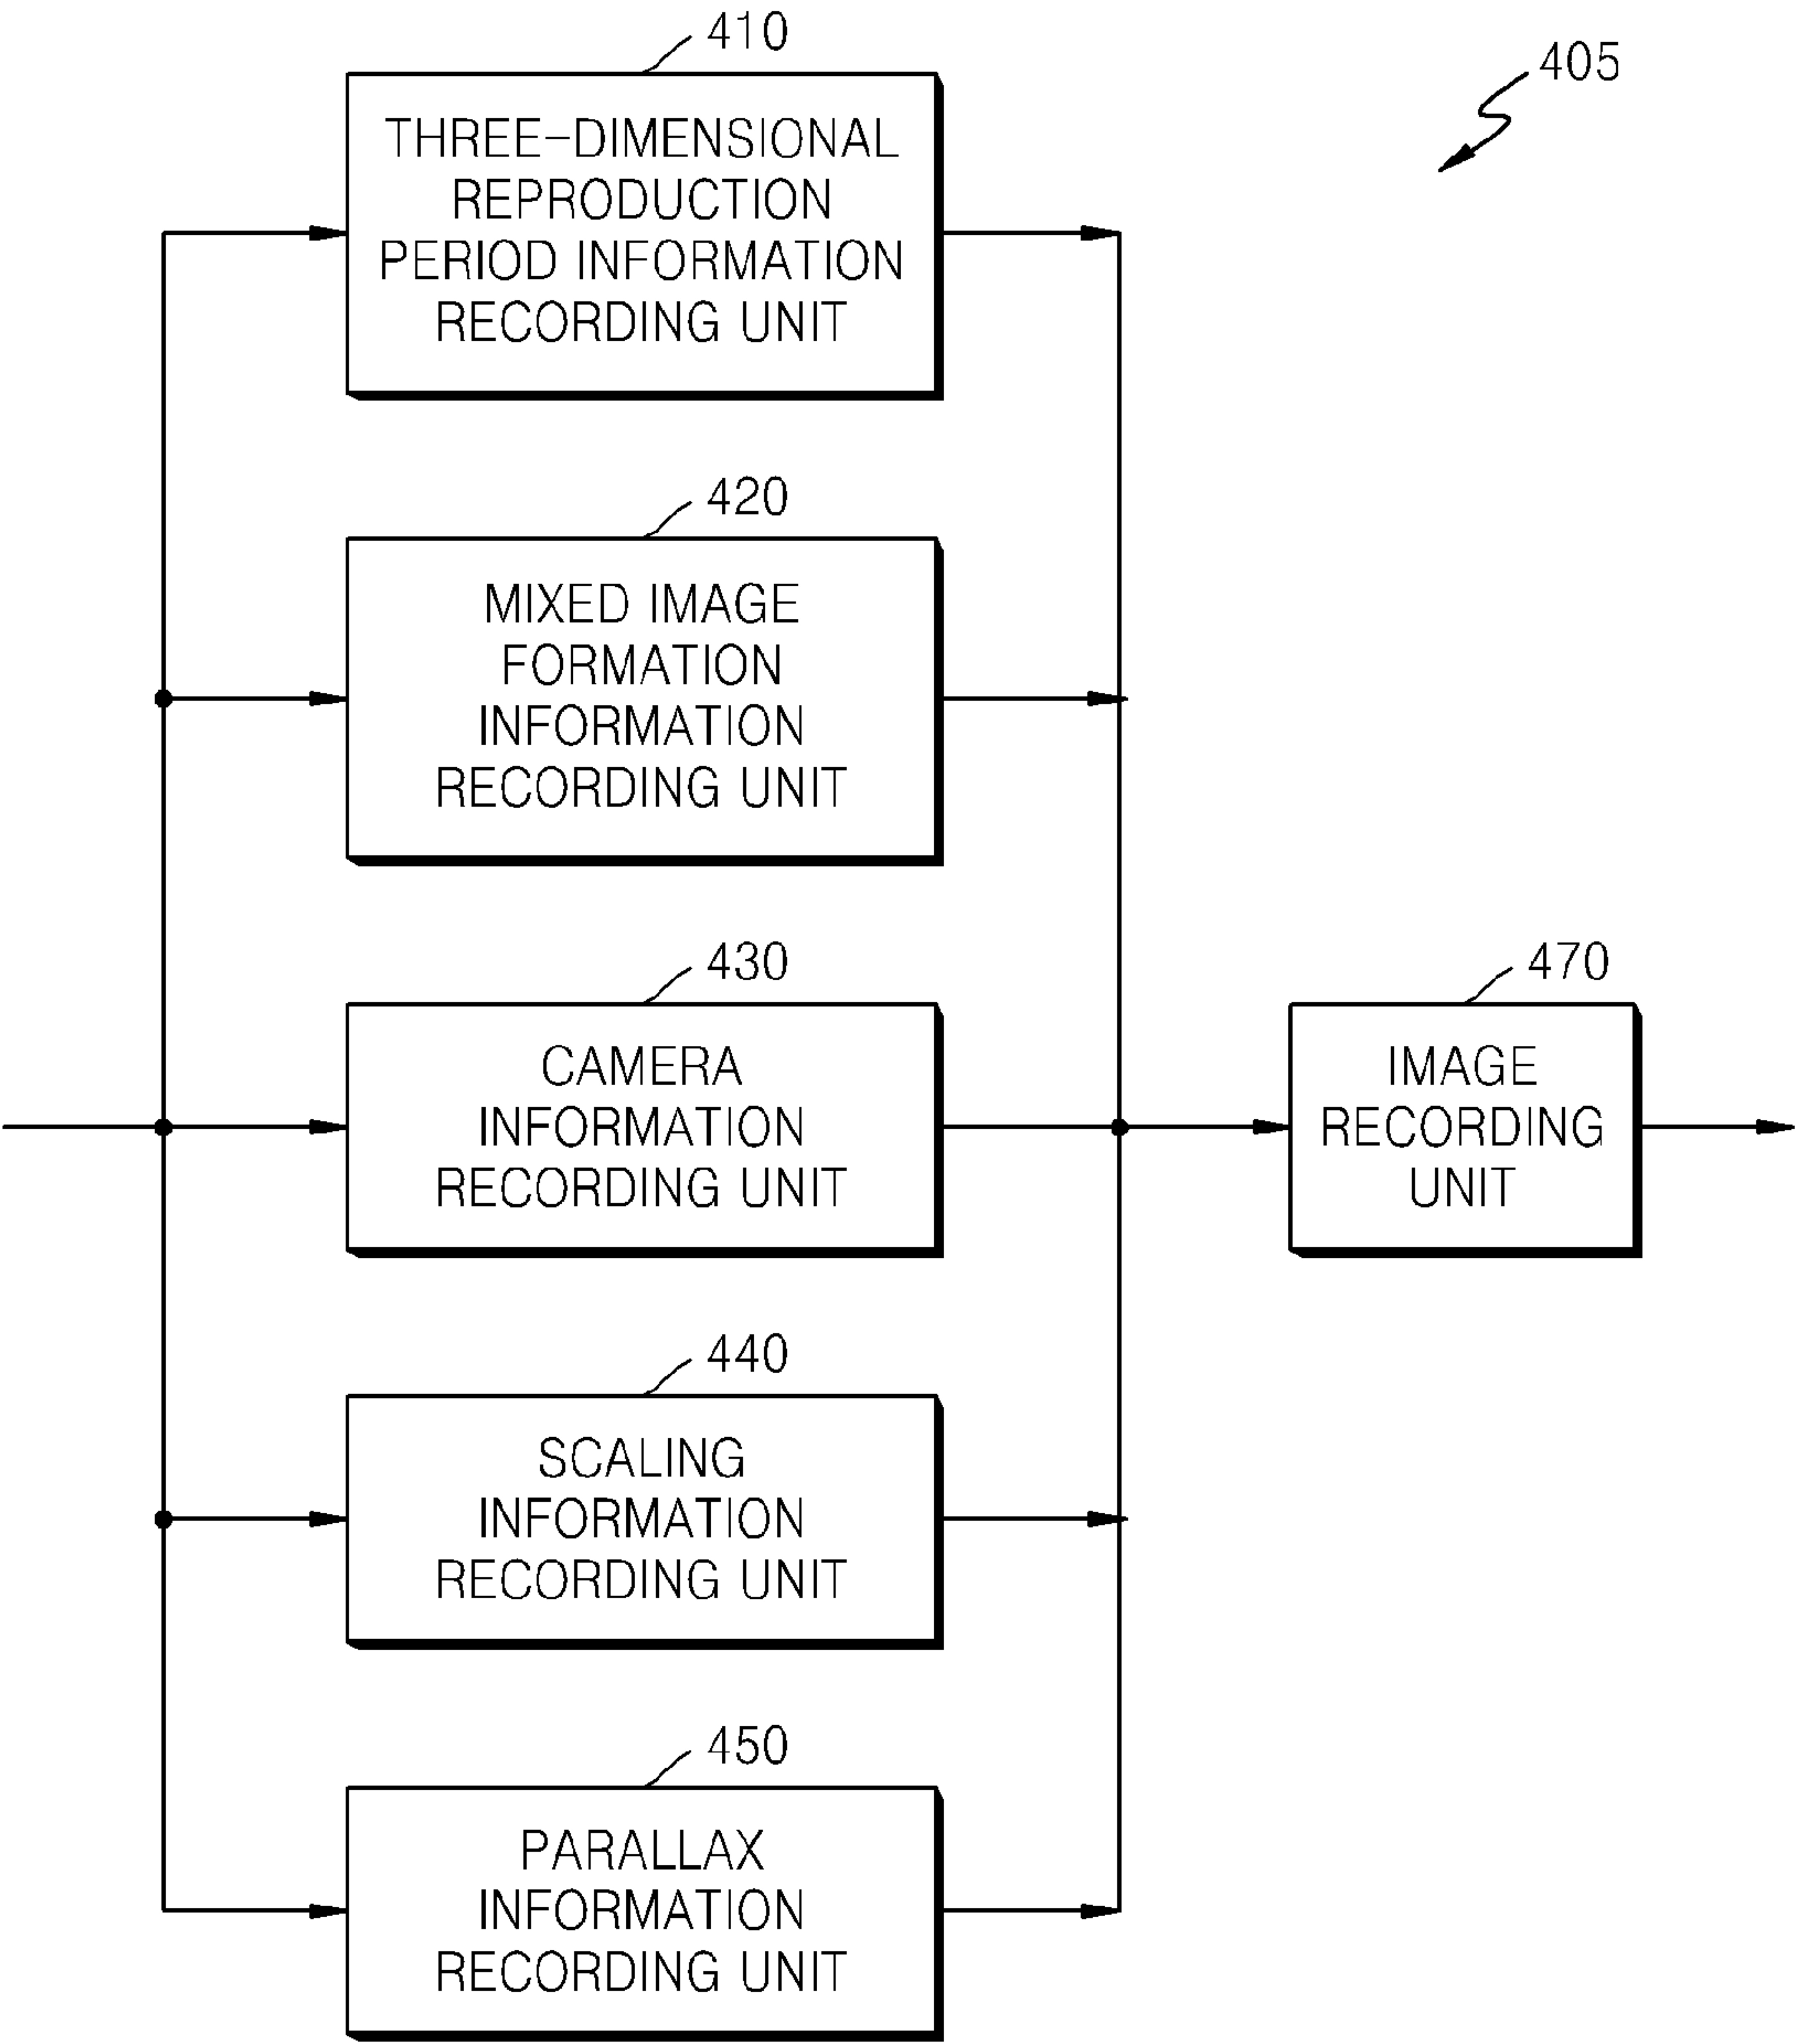 410
405
THREE-DIMENSIONAL
REPRODUCTION
PERIOD INFORMATION
RECORDING UNIT
420
MIXED IMAGE
FORMATION
INFORMATION
RECORDING UNIT
430
CAMERA
INFORMATION
RECORDING UNIT
470
IMAGE
RECORDING
UNIT
440
SCALING
INFORMATION
RECORDING UNIT
450
PARALLAX
INFORMATION
RECORDING UNIT